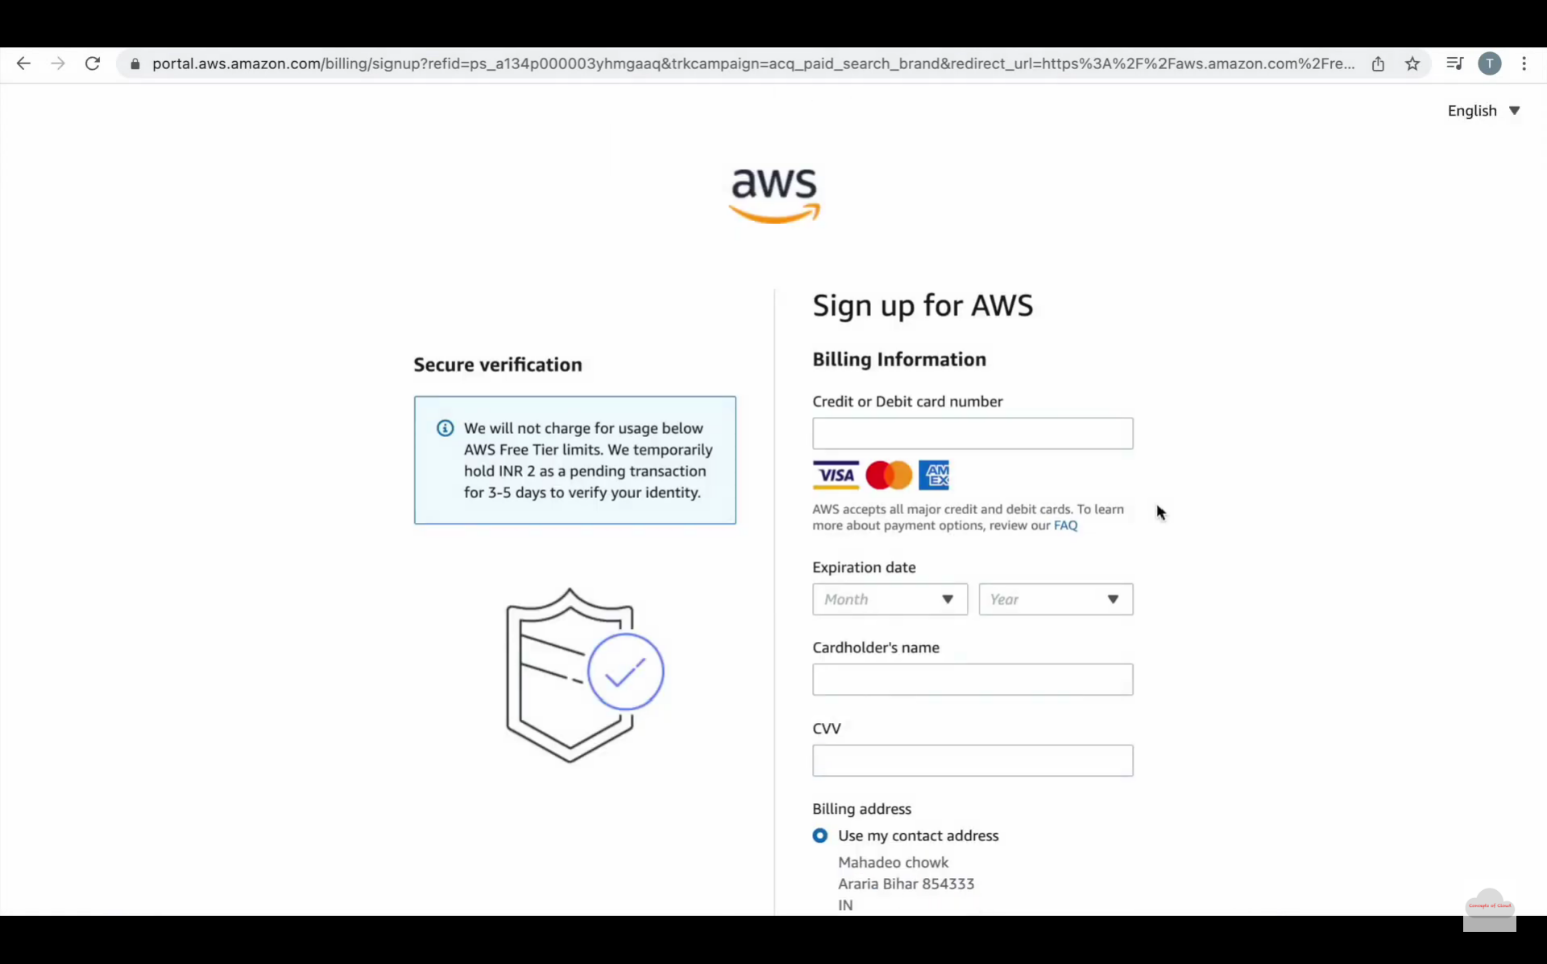 portal.aws.amazon.com/billing/signup?refid=ps_a134p000003yhmgaaq&trkcampaign=acq_paid_search_brand&redirect_url=https%3A%2F%2Faws.amazon.com%2Fre...
T
English
aws
Sign up for AWS
Secure verification
We will not charge for usage below
AWS Free Tier limits. We temporarily
hold INR 2 as a pending transaction
for 3-5 days to verify your identity.
Billing Information
Credit or Debit card number
VISA
AM
EX
AWS accepts all major credit and debit cards. To learn
more about payment options, review our FAQ
Expiration date
Month
Year
Cardholder's name
CVV
Billing address
Use my contact address
Mahadeo chowk
Araria Bihar 854333
IN
Concepts of Cloud